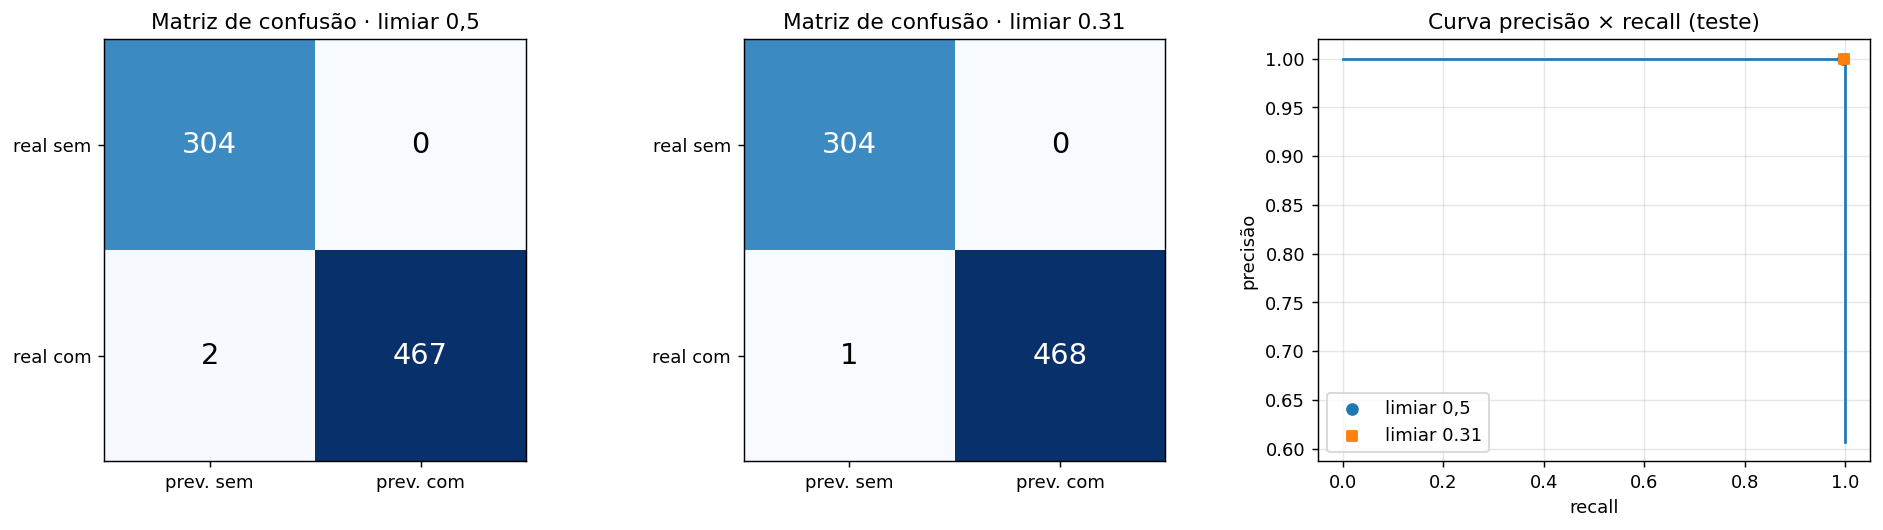 Matriz de confusão · limiar 0,5
real sem
304
0
real com
2
467
prev. sem
prev. com
Matriz de confusão · limiar 0.31
real sem
304
0
real com
1
468
prev. sem
prev. com
Curva precisão × recall (teste)
precisão
1.00
0.95
0.90
0.85
0.80
0.75
0.70
0.65
0.60
limiar 0,5
limiar 0.31
0.0
0.2
0.4
0.6
0.8
1.0
recall